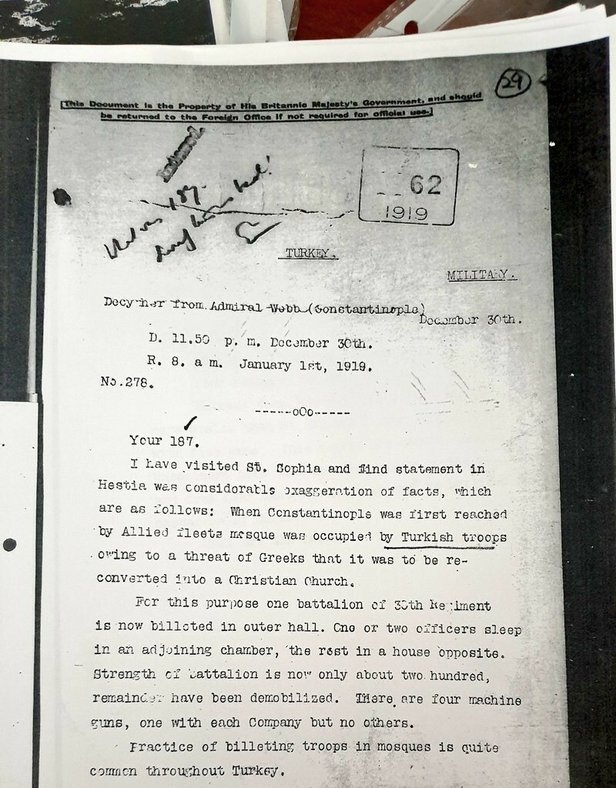 29
[This Document is the Property of His Britannic Majesty's Government, and should
be returned to the Foreign Office if not required for official use.]
62
1919
187.
TURKEY.
MILITARY.
Decypher from Admiral Webb (Constantinople)
December 30th.
D. 11.50 p. m. December 30th.
R. 8. a m. January 1st, 1919.
No.278.
-----oOo-----
Your 187.
I have visited St. Sophia and find statement in
Hestia was considerable exaggeration of facts, which
are as follows: When Constantinople was first reached
by Allied fleets mosque was occupied by Turkish troops
owing to a threat of Greeks that it was to be re-
converted into a Christian Church.
For this purpose one battalion of Regiment
is now billeted in outer hall. One or two officers sleep
in an adjoining chamber, the rest in a house opposite.
Strength of battalion is now only about two hundred,
remainder have been demobilized. There are four machine
guns, one with each Company but no others.
Practice of billeting troops in mosques is quite
common throughout Turkey.